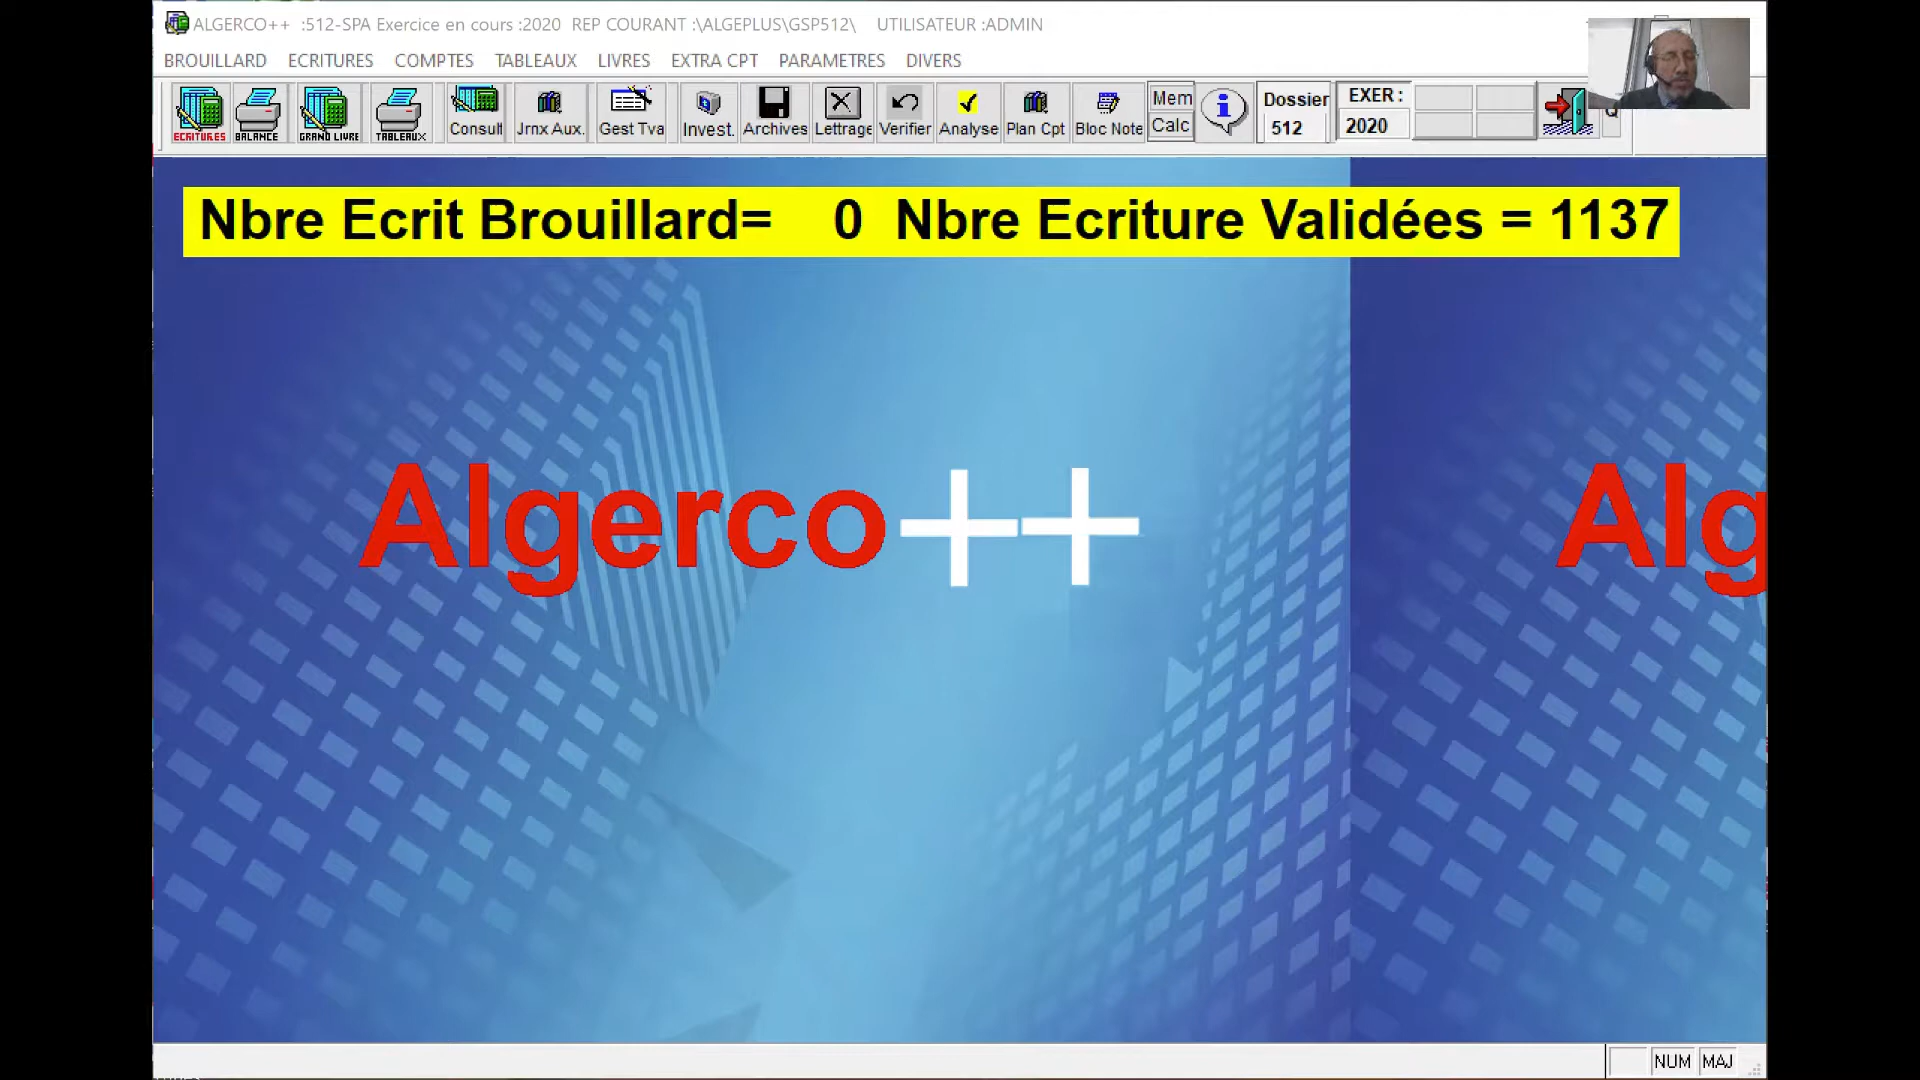 ALGERCO++ :512-SPA Exercice en cours :2020 REP COURANT :\ALGEPLUS\GSP512\ UTILISATEUR :ADMIN
BROUILLARD ECRITURES COMPTES TABLEAUX LIVRES EXTRA CPT PARAMETRES DIVERS
ECRITURES BALANCE GRAND LIVRE TABLEAUX Consult Jrnx Aux. Gest Tva Invest. Archives Lettrage Verifier Analyse Plan Cpt Bloc Note
Mem
Calc
Dossier
512
EXER :
2020
Nbre Ecrit Brouillard= 0 Nbre Ecriture Validées = 1137
Algerco++
Alg
NUM MAJ